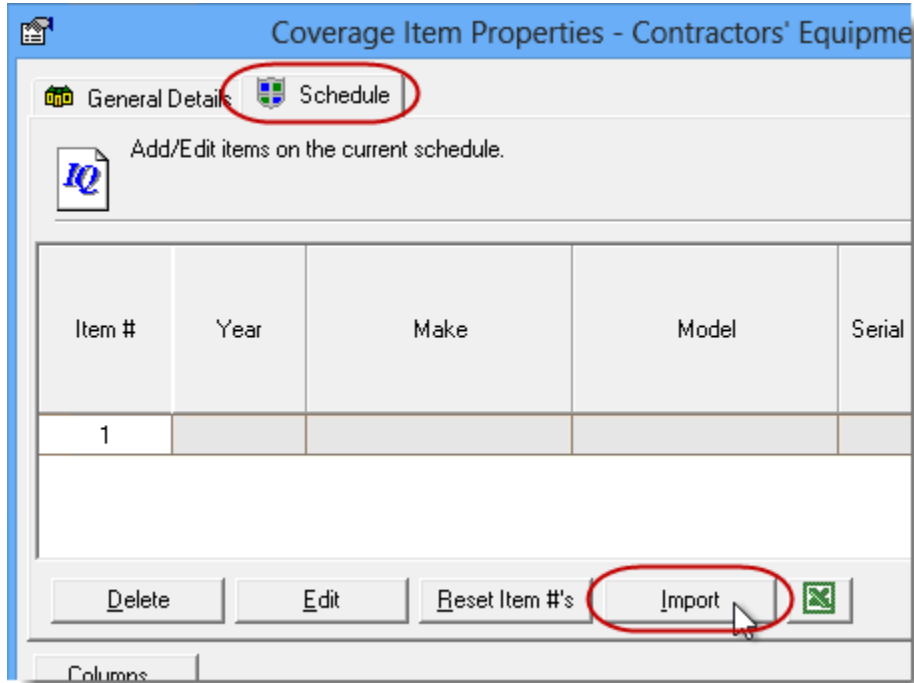 Coverage Item Properties - Contractors' Equipme
General Details Schedule
Add/Edit items on the current schedule.
IQ
Item # Year Make Model Serial
1
Delete Edit Reset Item #'s Import
Columns